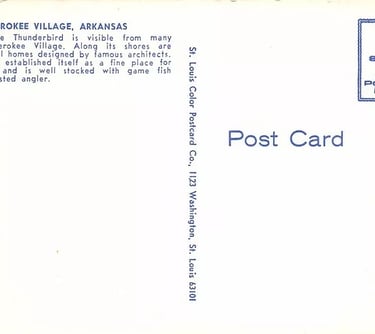 ROKEE VILLAGE, ARKANSAS
e Thunderbird is visible from many
erokee Village. Along its shores are
l homes designed by famous architects.
established itself as a fine place for
and is well stocked with game fish
sted angler.
St. Louis Color Postcard Co., 1123 Washington, St. Louis 63101
Post Card